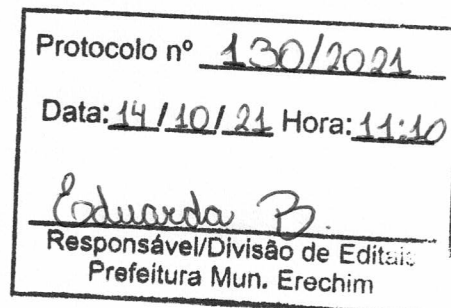 Protocolo nº 130/2021
Data: 14/10/21 Hora: 11:10
Eduarda B.
Responsável/Divisão de Editais
Prefeitura Mun. Erechim